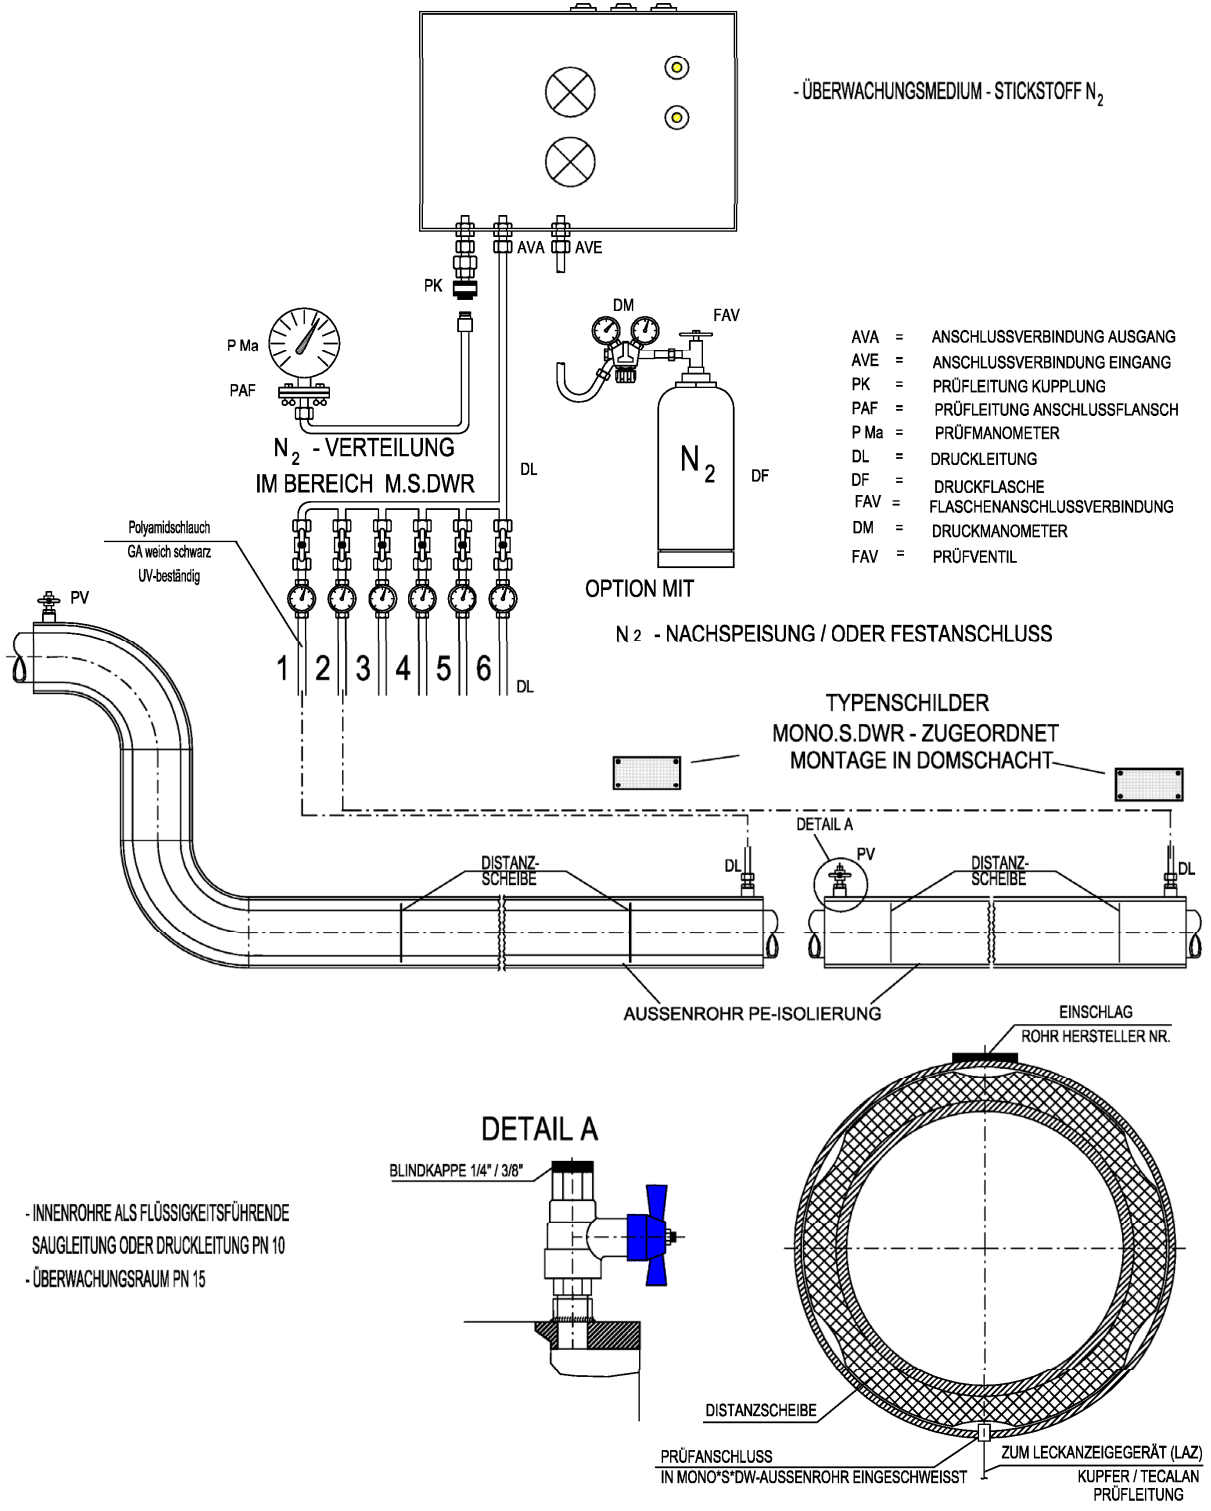 - ÜBERWACHUNGSMEDIUM - STICKSTOFF N2
AVA
AVE
PK
DM
FAV
P Ma
PAF
N2 - VERTEILUNG
IM BEREICH M.S.DWR
DL
N2
DF
AVA = ANSCHLUSSVERBINDUNG AUSGANG
AVE = ANSCHLUSSVERBINDUNG EINGANG
PK = PRÜFLEITUNG KUPPLUNG
PAF = PRÜFLEITUNG ANSCHLUSSFLANSCH
P Ma = PRÜFMANOMETER
DL = DRUCKLEITUNG
DF = DRUCKFLASCHE
FAV = FLASCHENANSCHLUSSVERBINDUNG
DM = DRUCKMANOMETER
FAV = PRÜFVENTIL
Polyamidschlauch
GA weich schwarz
UV-beständig
OPTION MIT
N2 - NACHSPEISUNG / ODER FESTANSCHLUSS
PV
1 2 3 4 5 6
DL
TYPENSCHILDER
MONO.S.DWR - ZUGEORDNET
MONTAGE IN DOMSCHACHT
DETAIL A
PV
DISTANZ-
SCHEIBE
DL
DISTANZ-
SCHEIBE
DL
AUSSENROHR PE-ISOLIERUNG
EINSCHLAG
ROHR HERSTELLER NR.
DETAIL A
BLINDKAPPE 1/4" / 3/8"
- INNENROHRE ALS FLÜSSIGKEITSFÜHRENDE
SAUGLEITUNG ODER DRUCKLEITUNG PN 10
- ÜBERWACHUNGSRAUM PN 15
DISTANZSCHEIBE
PRÜFANSCHLUSS
IN MONO*S*DW-AUSSENROHR EINGESCHWEISST
ZUM LECKANZEIGEGERÄT (LAZ)
KUPFER / TECALAN
PRÜFLEITUNG